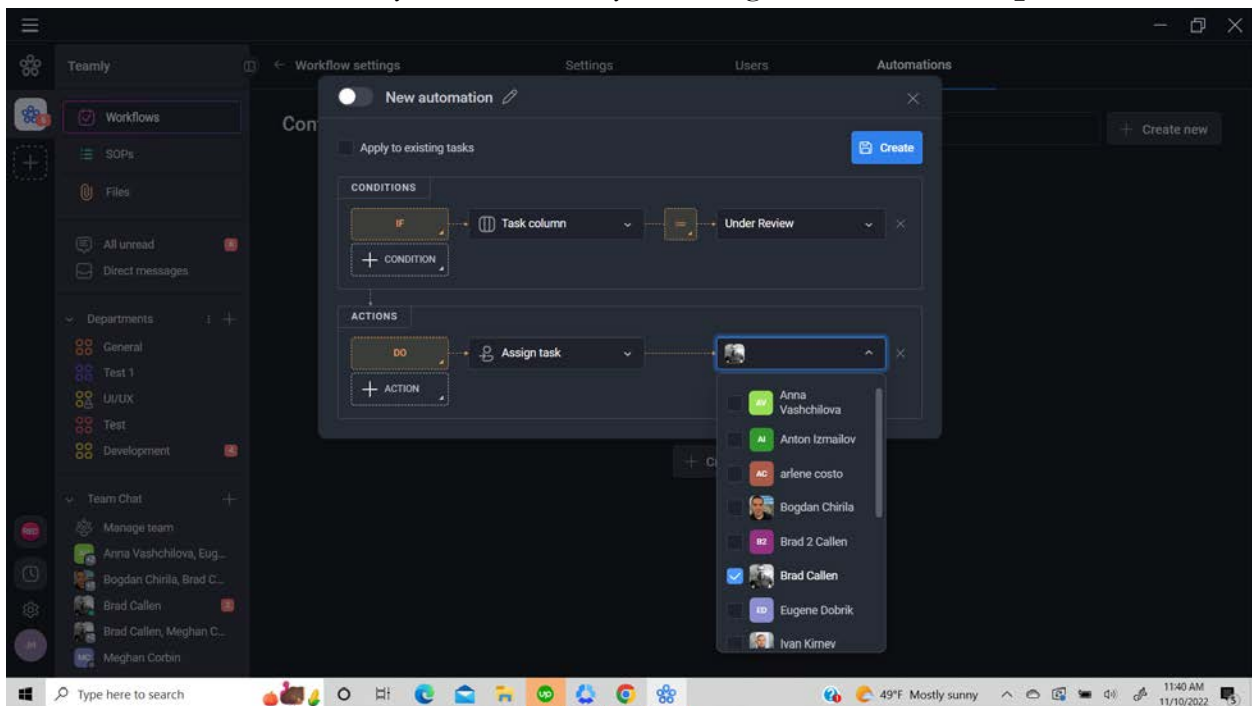 Teamly
Workflow settings
Settings
Users
Automations
New automation
Workflows
Con
Create new
Apply to existing tasks
Create
SOPs
CONDITIONS
Files
IF
Task column
=
Under Review
All unread
CONDITION
Direct messages
ACTIONS
Departments
General
DO
Assign task
Test 1
ACTION
UI/UX
Test
Development
AV
Anna
Vashchilova
AI
Anton Izmailov
AC
arlene costo
Bogdan Chirila
B2
Brad 2 Callen
Brad Callen
ED
Eugene Dobrik
Ivan Kirnev
Team Chat
Manage team
REC
Anna Vashchilova, Eug...
Bogdan Chirila, Brad C...
Brad Callen
Brad Callen, Meghan C...
MC
Meghan Corbin
Type here to search
up
49°F Mostly sunny
11:40 AM
11/10/2022
5